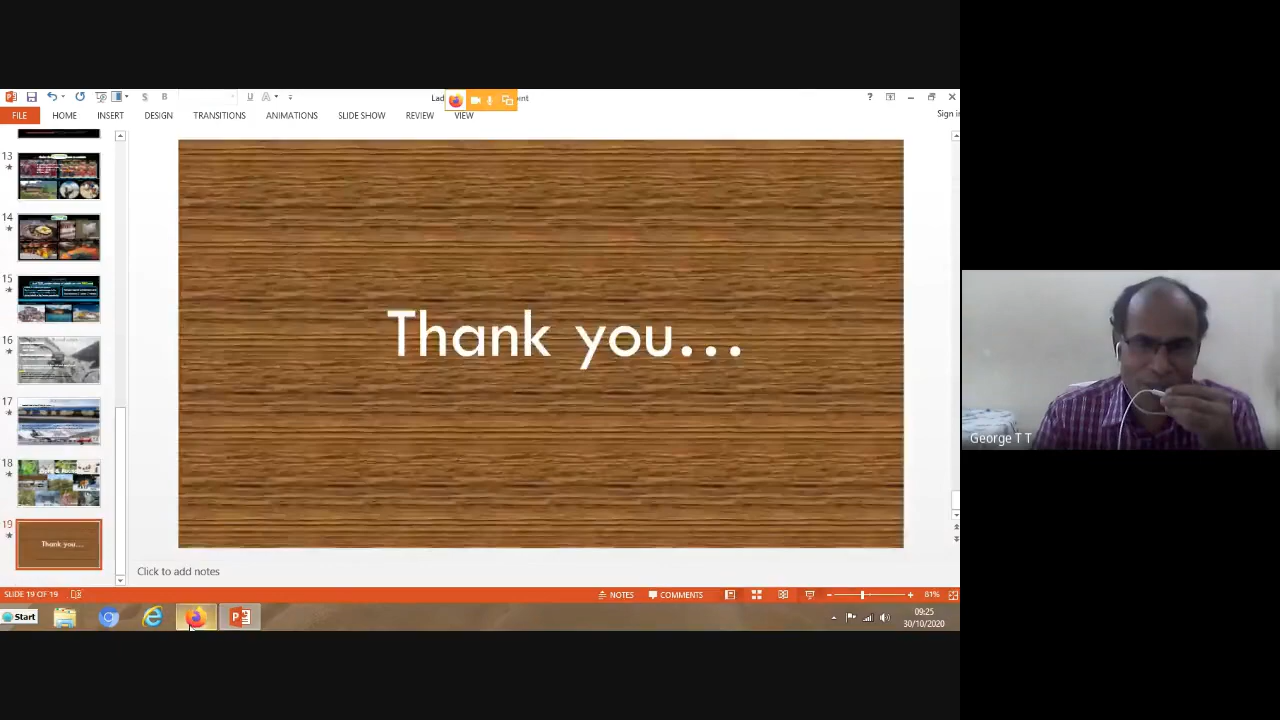 FILE
HOME
INSERT
DESIGN
TRANSITIONS
ANIMATIONS
SLIDE SHOW
REVIEW
VIEW
Sign in
13
14
15
16
17
18
19
Thank you...
Thank you...
Click to add notes
George T T
SLIDE 19 OF 19
NOTES
COMMENTS
81%
Start
09:25
30/10/2020